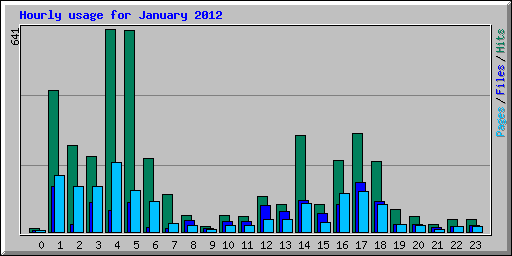 Hourly usage for January 2012
641
Pages/Files/Hits
0 1 2 3 4 5 6 7 8 9 10 11 12 13 14 15 16 17 18 19 20 21 22 23